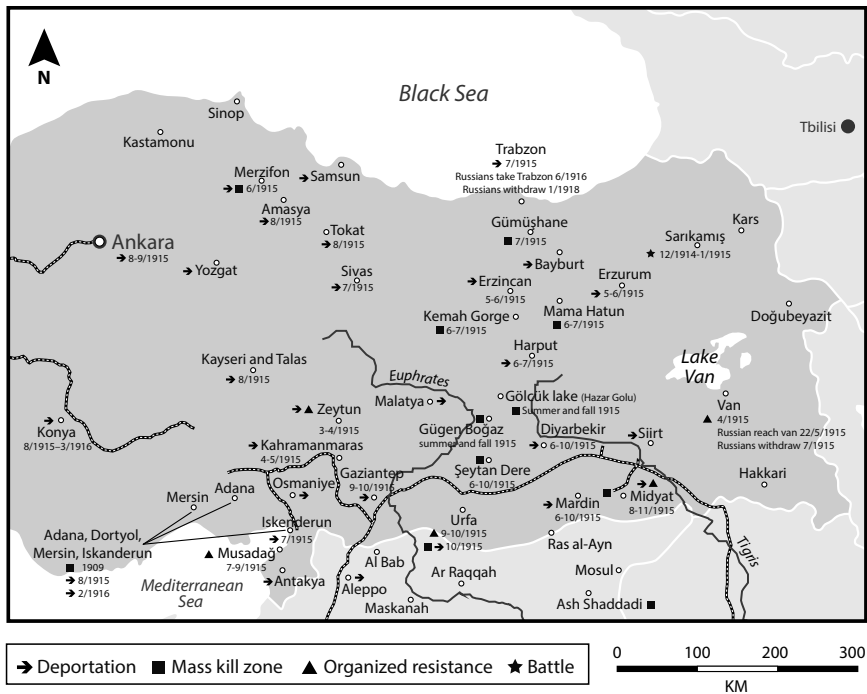 N
Black Sea
Sinop
Kastamonu
Tbilisi
Trabzon
7/1915
Russians take Trabzon 6/1916
Russians withdraw 1/1918
Merzifon
6/1915
Samsun
Amasya
8/1915
Tokat
8/1915
Gümüşhane
7/1915
Kars
Sarıkamış
12/1914-1/1915
Ankara
8-9/1915
Yozgat
Sivas
7/1915
Bayburt
Erzincan
5-6/1915
Erzurum
5-6/1915
Kemah Gorge
6-7/1915
Mama Hatun
6-7/1915
Doğubeyazit
Harput
6-7/1915
Kayseri and Talas
8/1915
Euphrates
Malatya
Gölcük lake (Hazar Golu)
Summer and fall 1915
Lake
Van
Van
4/1915
Russian reach van 22/5/1915
Russians withdraw 7/1915
Zeytun
3-4/1915
Konya
8/1915–3/1916
Gügen Boğaz
summer and fall 1915
Diyarbekir
6-10/1915
Siirt
Kahramanmaras
4-5/1915
Gaziantep
9-10/1915
Şeytan Dere
6-10/1915
Hakkari
Osmaniye
Mersin
Adana
Mardin
6-10/1915
Midyat
8-11/1915
Iskenderun
7/1915
Urfa
9-10/1915
10/1915
Adana, Dortyol,
Mersin, Iskanderun
1909
8/1915
2/1916
Musadağ
7-9/1915
Al Bab
Ras al-Ayn
Tigris
Mediterranean
Sea
Antakya
Aleppo
Ar Raqqah
Mosul
Maskanah
Ash Shaddadi
Deportation
Mass kill zone
Organized resistance
Battle
0 100 200 300
KM